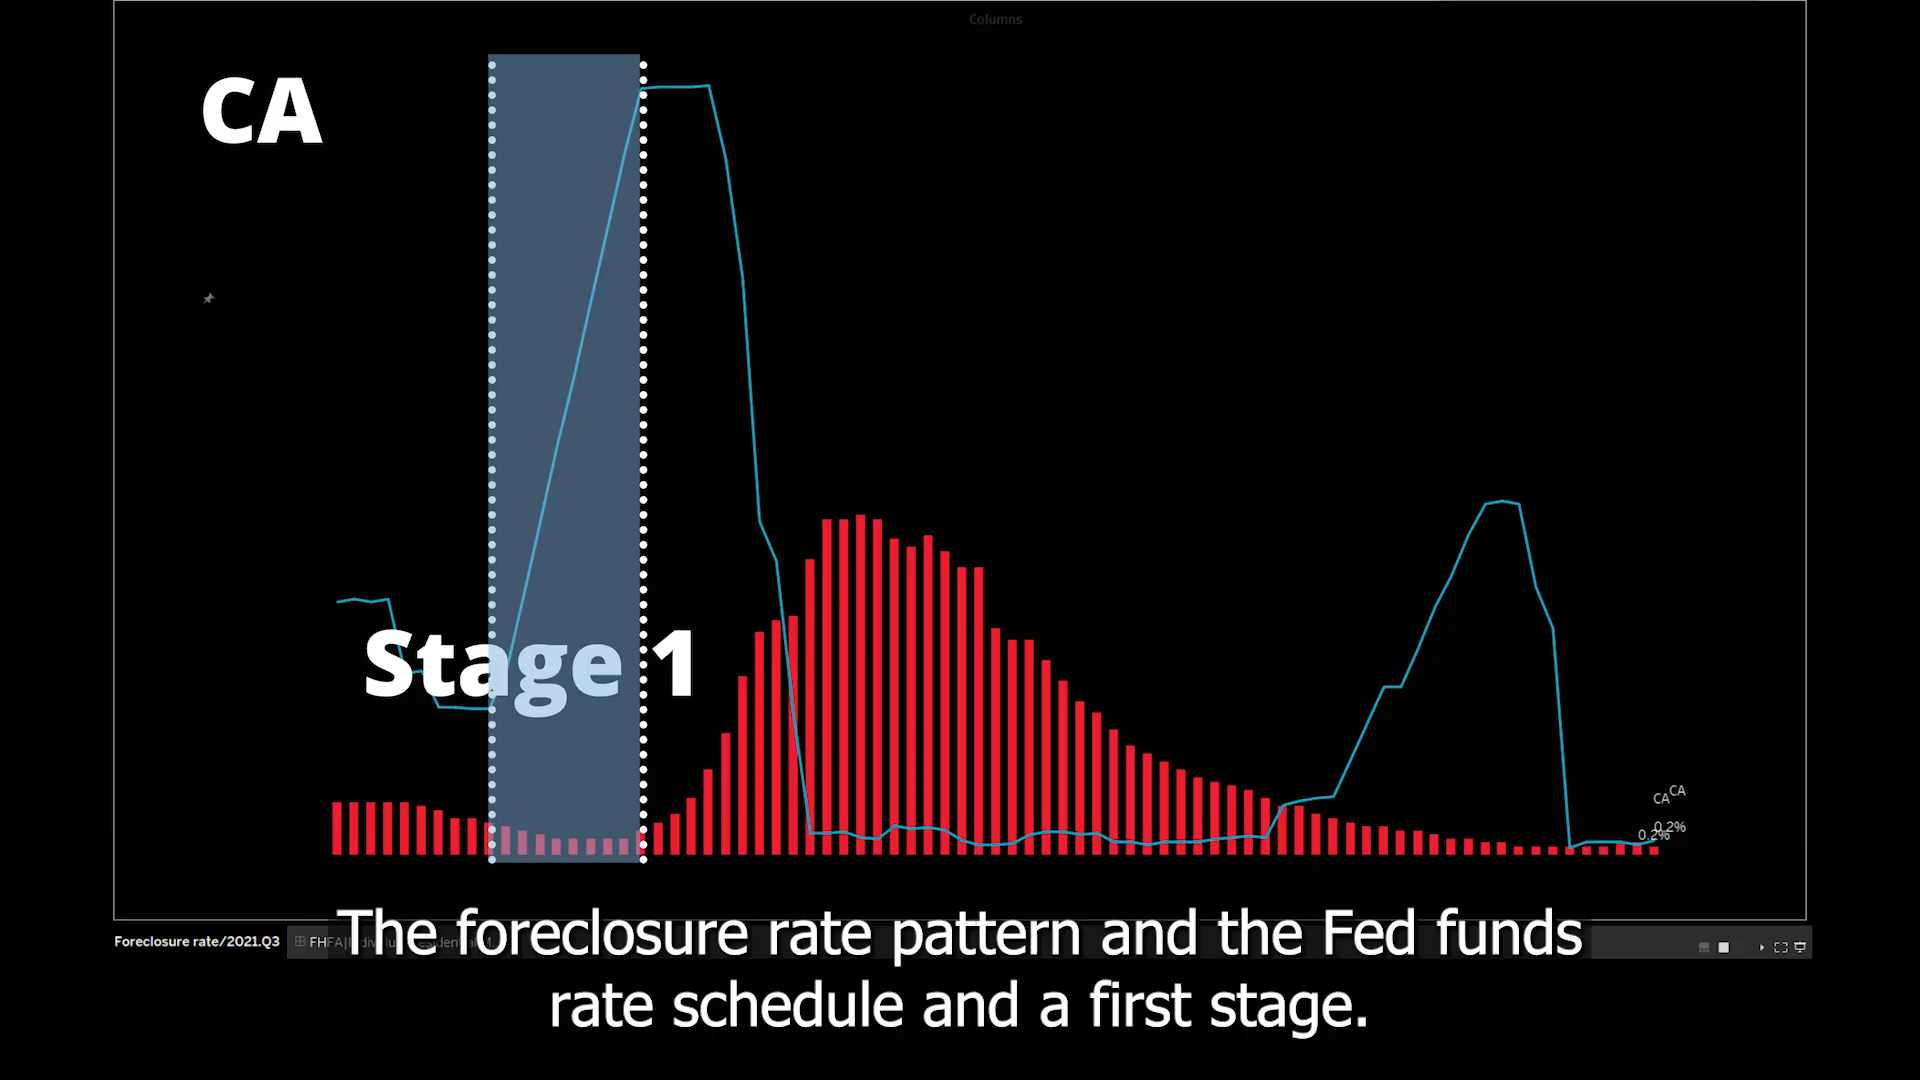 Columns
CA
Stage 1
CA
CA
0.2%
0.2%
Foreclosure rate/2021.Q3
The foreclosure rate pattern and the Fed funds
rate schedule and a first stage.